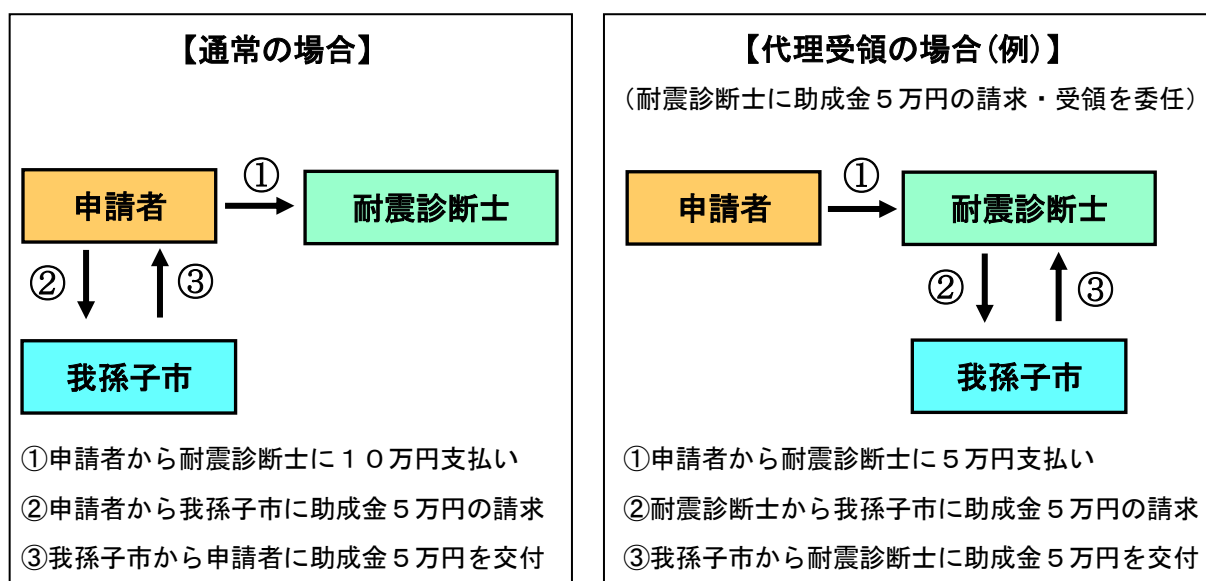 【通常の場合】
①
申請者
耐震診断士
②
③
我孫子市
①申請者から耐震診断士に１０万円支払い
②申請者から我孫子市に助成金５万円の請求
③我孫子市から申請者に助成金５万円を交付
【代理受領の場合(例)】
（耐震診断士に助成金５万円の請求・受領を委任）
①
申請者
耐震診断士
②
③
我孫子市
①申請者から耐震診断士に５万円支払い
②耐震診断士から我孫子市に助成金５万円の請求
③我孫子市から耐震診断士に助成金５万円を交付